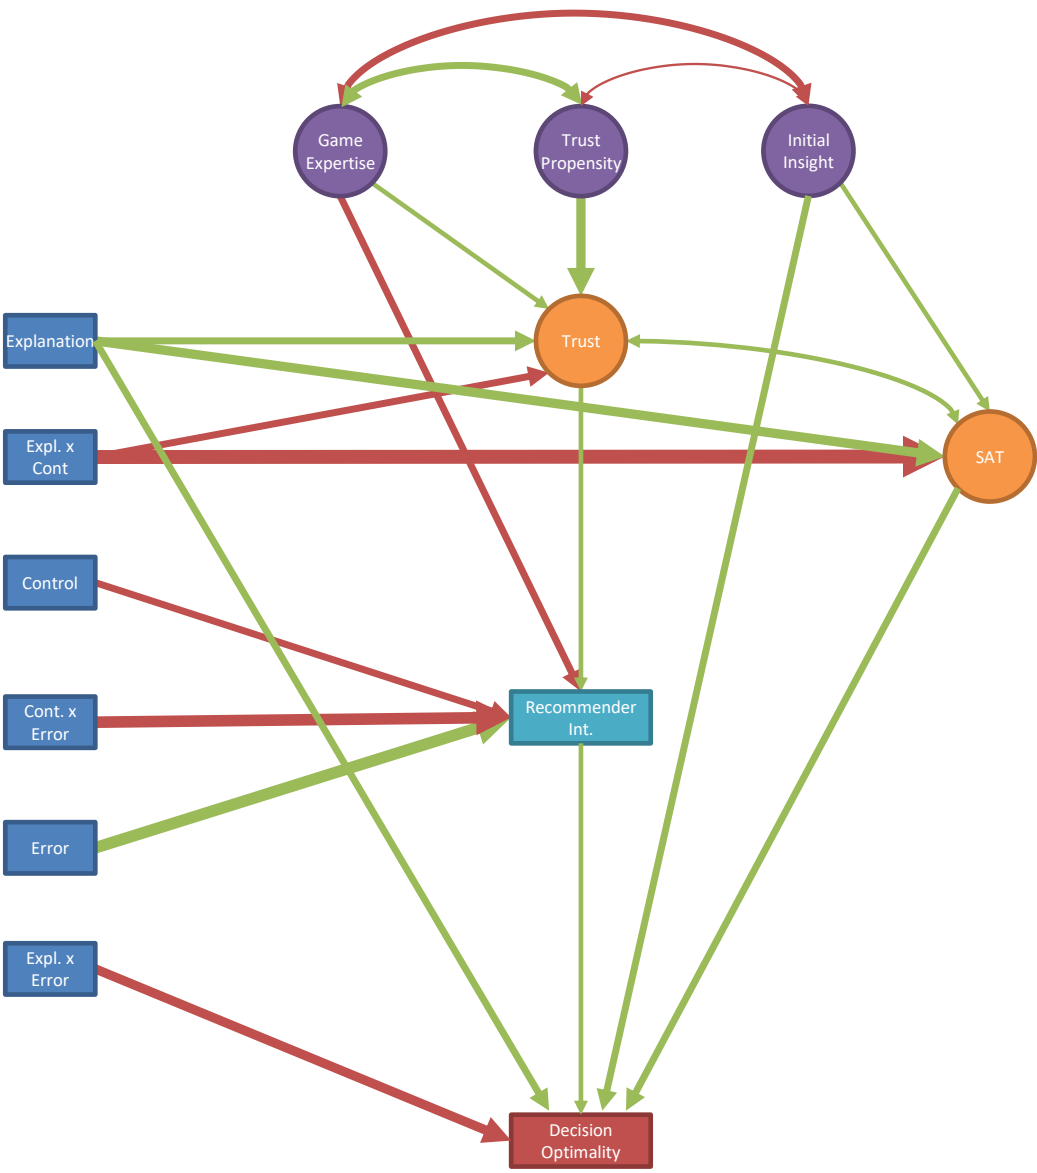 Game
Expertise
Trust
Propensity
Initial
Insight
Explanation
Trust
Expl. x
Cont
SAT
Control
Cont. x
Error
Recommender
Int.
Error
Expl. x
Error
Decision
Optimality